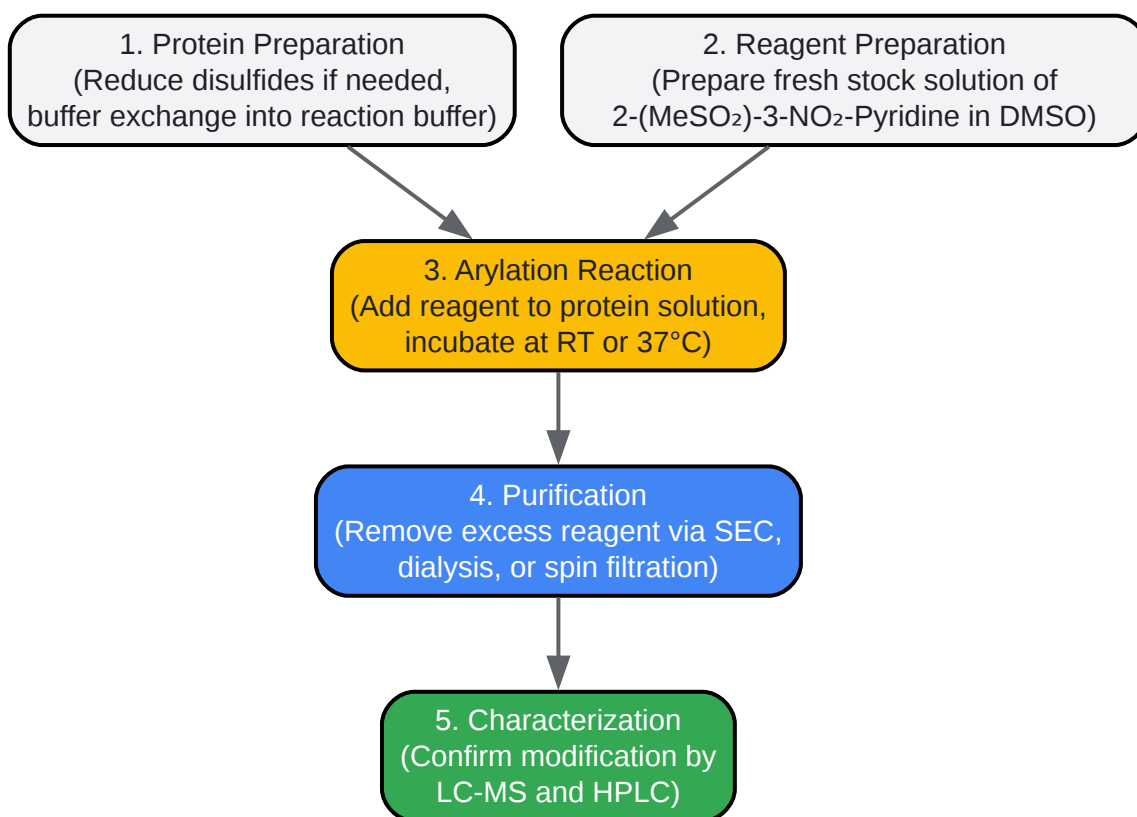 1. Protein Preparation
(Reduce disulfides if needed,
buffer exchange into reaction buffer)
2. Reagent Preparation
(Prepare fresh stock solution of
2-(MeSO₂)-3-NO₂-Pyridine in DMSO)
3. Arylation Reaction
(Add reagent to protein solution,
incubate at RT or 37°C)
4. Purification
(Remove excess reagent via SEC,
dialysis, or spin filtration)
5. Characterization
(Confirm modification by
LC-MS and HPLC)